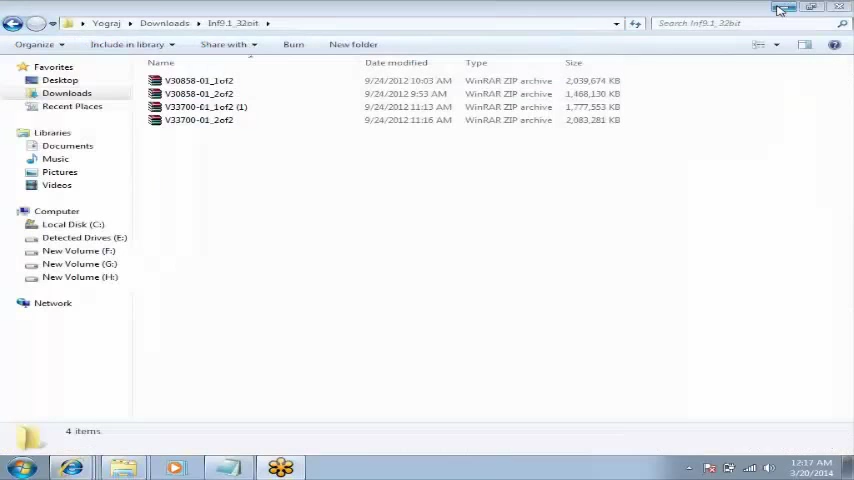 Yograj Downloads Inf9.1_32bit Search Inf9.1_32bit
Organize Include in library Share with Burn New folder
Name Date modified Type Size
Favorites
Desktop
Downloads
Recent Places
Libraries
Documents
Music
Pictures
Videos
Computer
Local Disk (C:)
Detected Drives (E:)
New Volume (F:)
New Volume (G:)
New Volume (H:)
Network
V30858-01_1of2 9/24/2012 10:03 AM WinRAR ZIP archive 2,039,674 KB
V30858-01_2of2 9/24/2012 9:53 AM WinRAR ZIP archive 1,468,130 KB
V33700-01_1of2 (1) 9/24/2012 11:13 AM WinRAR ZIP archive 1,777,553 KB
V33700-01_2of2 9/24/2012 11:16 AM WinRAR ZIP archive 2,083,281 KB
4 items
12:17 AM
3/20/2014